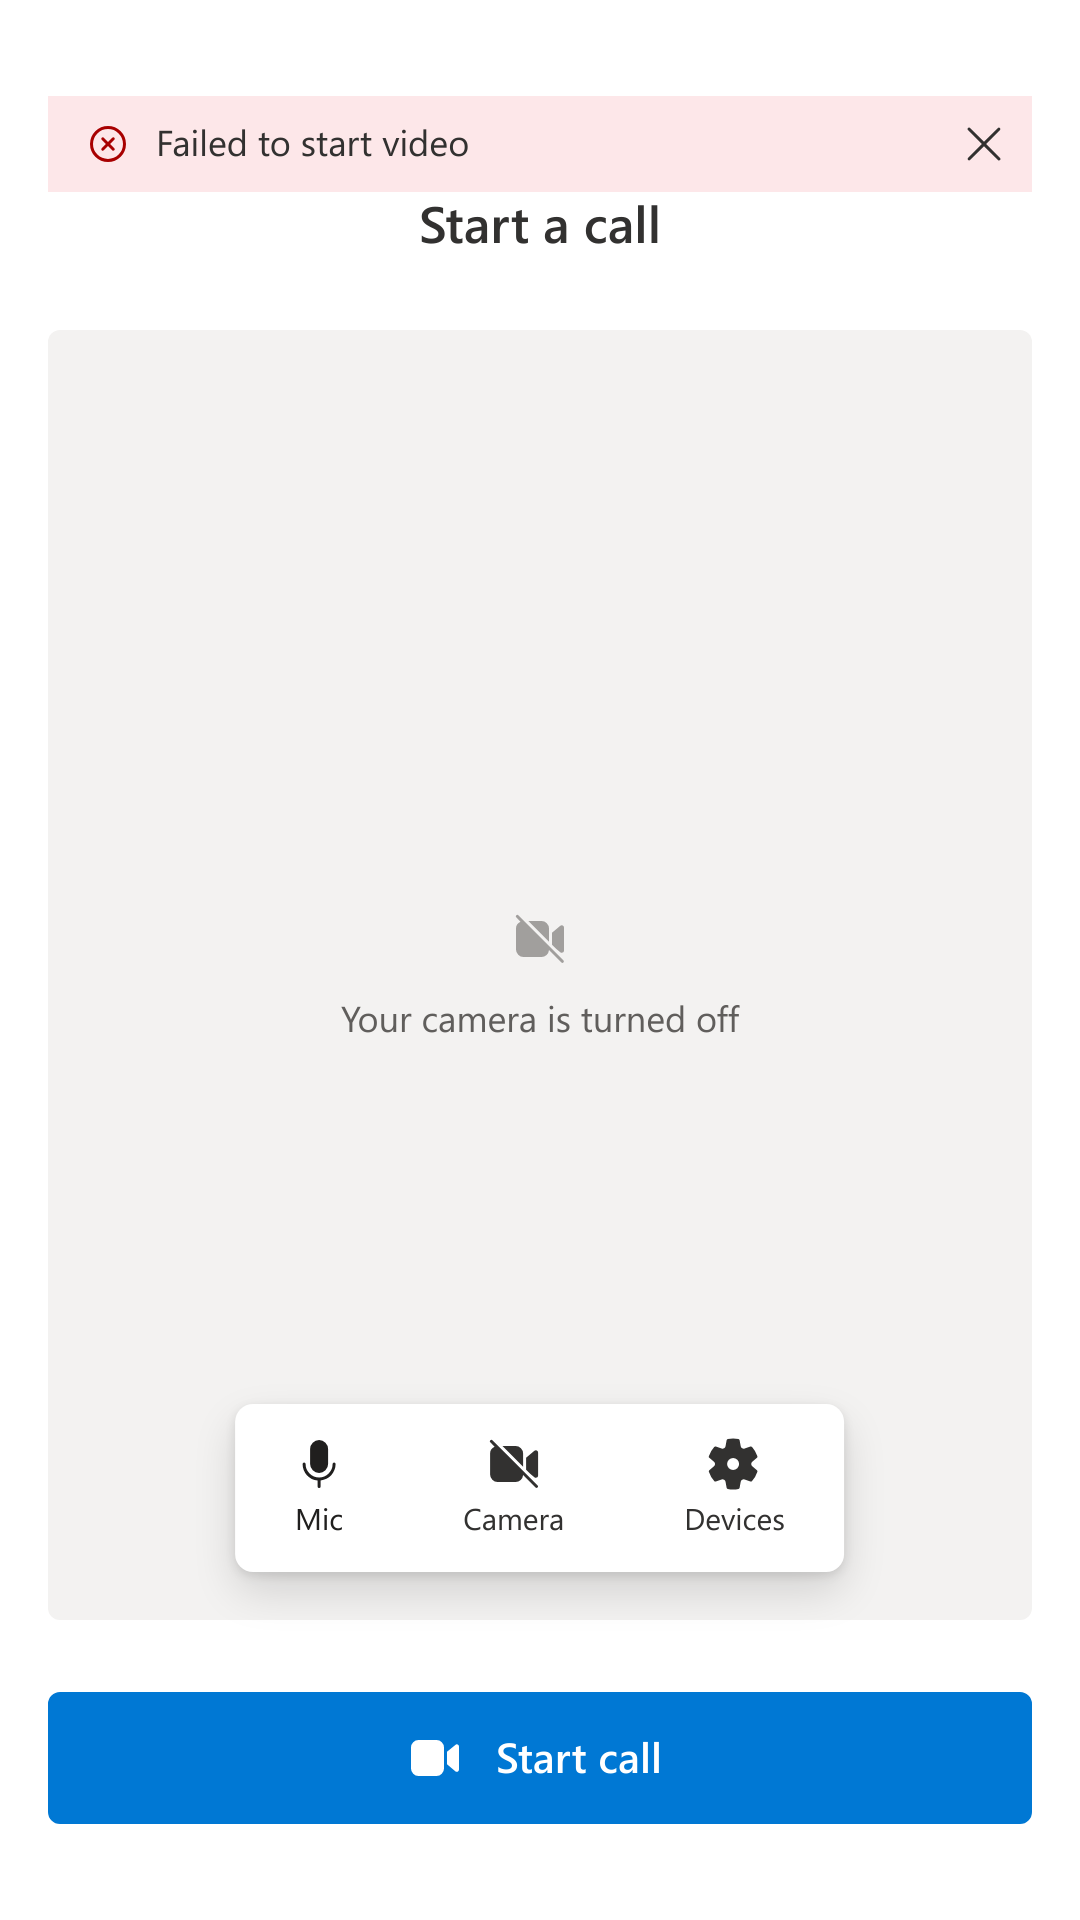 Failed to start video
Start a call
Your camera is turned off
Mic
Camera
Devices
Start call